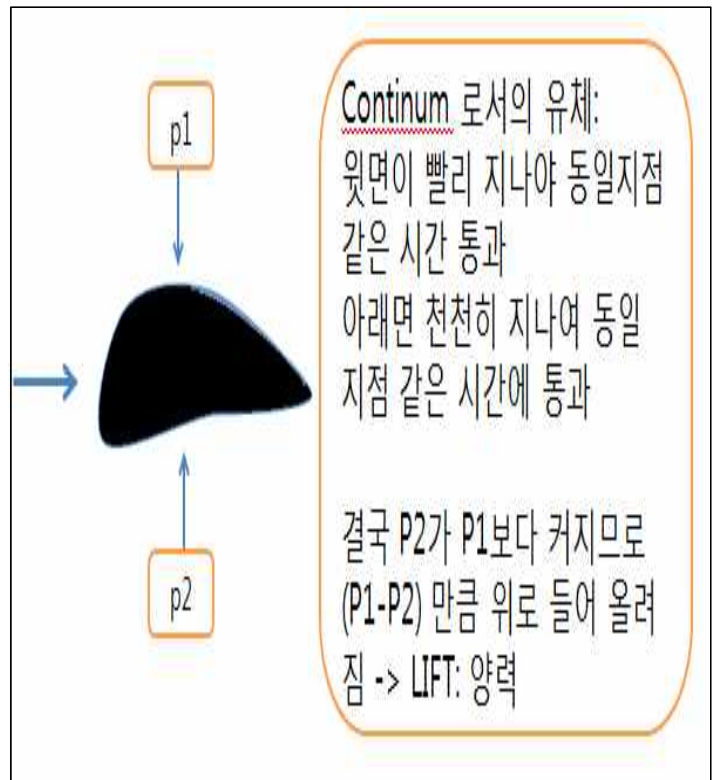 p1
Continum 로서의 유체:
윗면이 빨리 지나야 동일지점
같은 시간 통과
아래면 천천히 지나여 동일
지점 같은 시간에 통과
결국 P2가 P1보다 커지므로
(P1-P2) 만큼 위로 들어 올려
짐 -> LIFT: 양력
p2